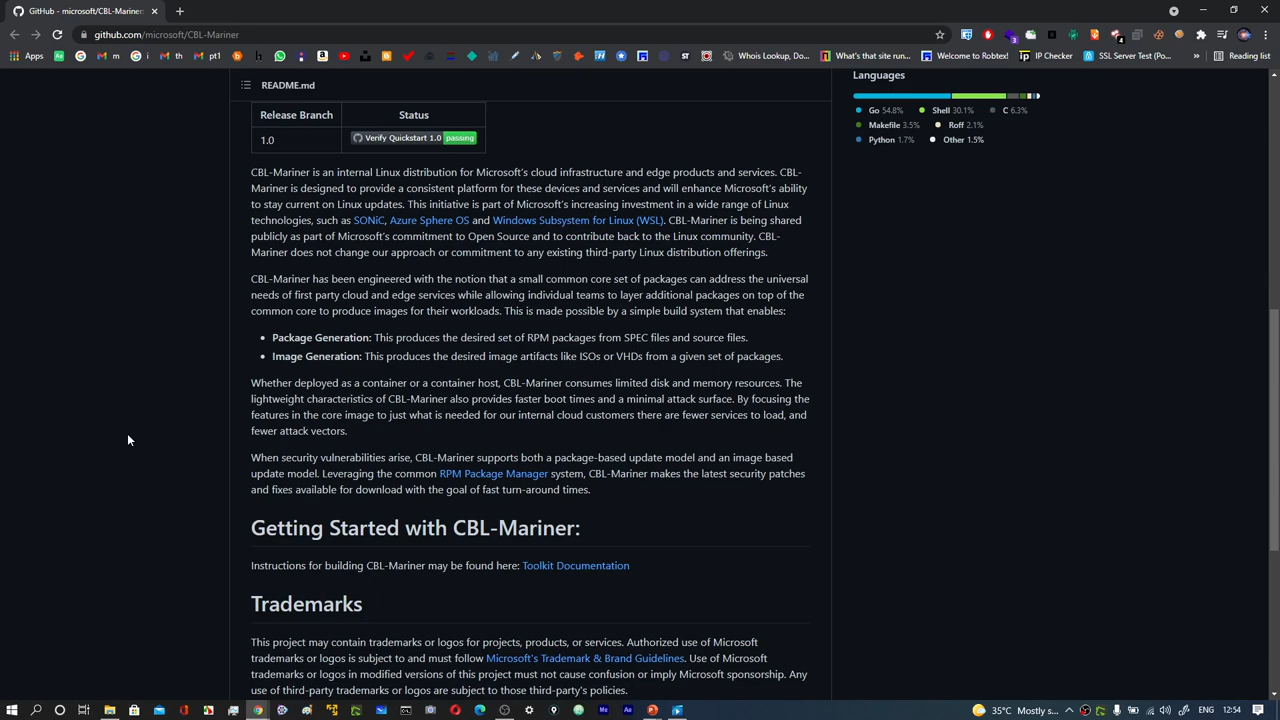 GitHub - microsoft/CBL-Mariner:
github.com/microsoft/CBL-Mariner
Apps
m
i
th
mt
pt1
b
h
ST
Whois Lookup, Do...
What's that site run...
Welcome to Robtex!
ip IP Checker
SSL Server Test (Po...
»
Reading list
README.md
Release Branch Status
1.0 Verify Quickstart 1.0 passing
CBL-Mariner is an internal Linux distribution for Microsoft's cloud infrastructure and edge products and services. CBL-
Mariner is designed to provide a consistent platform for these devices and services and will enhance Microsoft's ability
to stay current on Linux updates. This initiative is part of Microsoft's increasing investment in a wide range of Linux
technologies, such as SONiC, Azure Sphere OS and Windows Subsystem for Linux (WSL). CBL-Mariner is being shared
publicly as part of Microsoft's commitment to Open Source and to contribute back to the Linux community. CBL-
Mariner does not change our approach or commitment to any existing third-party Linux distribution offerings.
CBL-Mariner has been engineered with the notion that a small common core set of packages can address the universal
needs of first party cloud and edge services while allowing individual teams to layer additional packages on top of the
common core to produce images for their workloads. This is made possible by a simple build system that enables:
• Package Generation: This produces the desired set of RPM packages from SPEC files and source files.
• Image Generation: This produces the desired image artifacts like ISOs or VHDs from a given set of packages.
Whether deployed as a container or a container host, CBL-Mariner consumes limited disk and memory resources. The
lightweight characteristics of CBL-Mariner also provides faster boot times and a minimal attack surface. By focusing the
features in the core image to just what is needed for our internal cloud customers there are fewer services to load, and
fewer attack vectors.
When security vulnerabilities arise, CBL-Mariner supports both a package-based update model and an image based
update model. Leveraging the common RPM Package Manager system, CBL-Mariner makes the latest security patches
and fixes available for download with the goal of fast turn-around times.
Getting Started with CBL-Mariner:
Instructions for building CBL-Mariner may be found here: Toolkit Documentation
Trademarks
This project may contain trademarks or logos for projects, products, or services. Authorized use of Microsoft
trademarks or logos is subject to and must follow Microsoft's Trademark & Brand Guidelines. Use of Microsoft
trademarks or logos in modified versions of this project must not cause confusion or imply Microsoft sponsorship. Any
use of third-party trademarks or logos are subject to those third-party's policies.
Languages
Go 54.8% Shell 30.1% C 6.3%
Makefile 3.5% Roff 2.1%
Python 1.7% Other 1.5%
35°C Mostly s...
ENG 12:54